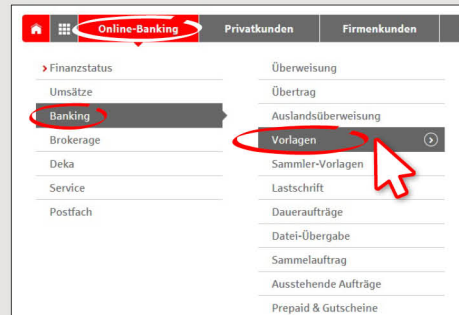 Online-Banking Privatkunden Firmenkunden
Finanzstatus
Umsätze
Banking
Brokerage
Deka
Service
Postfach
Überweisung
Übertrag
Auslandsüberweisung
Vorlagen
Sammler-Vorlagen
Lastschrift
Daueraufträge
Datei-Übergabe
Sammelauftrag
Ausstehende Aufträge
Prepaid & Gutscheine